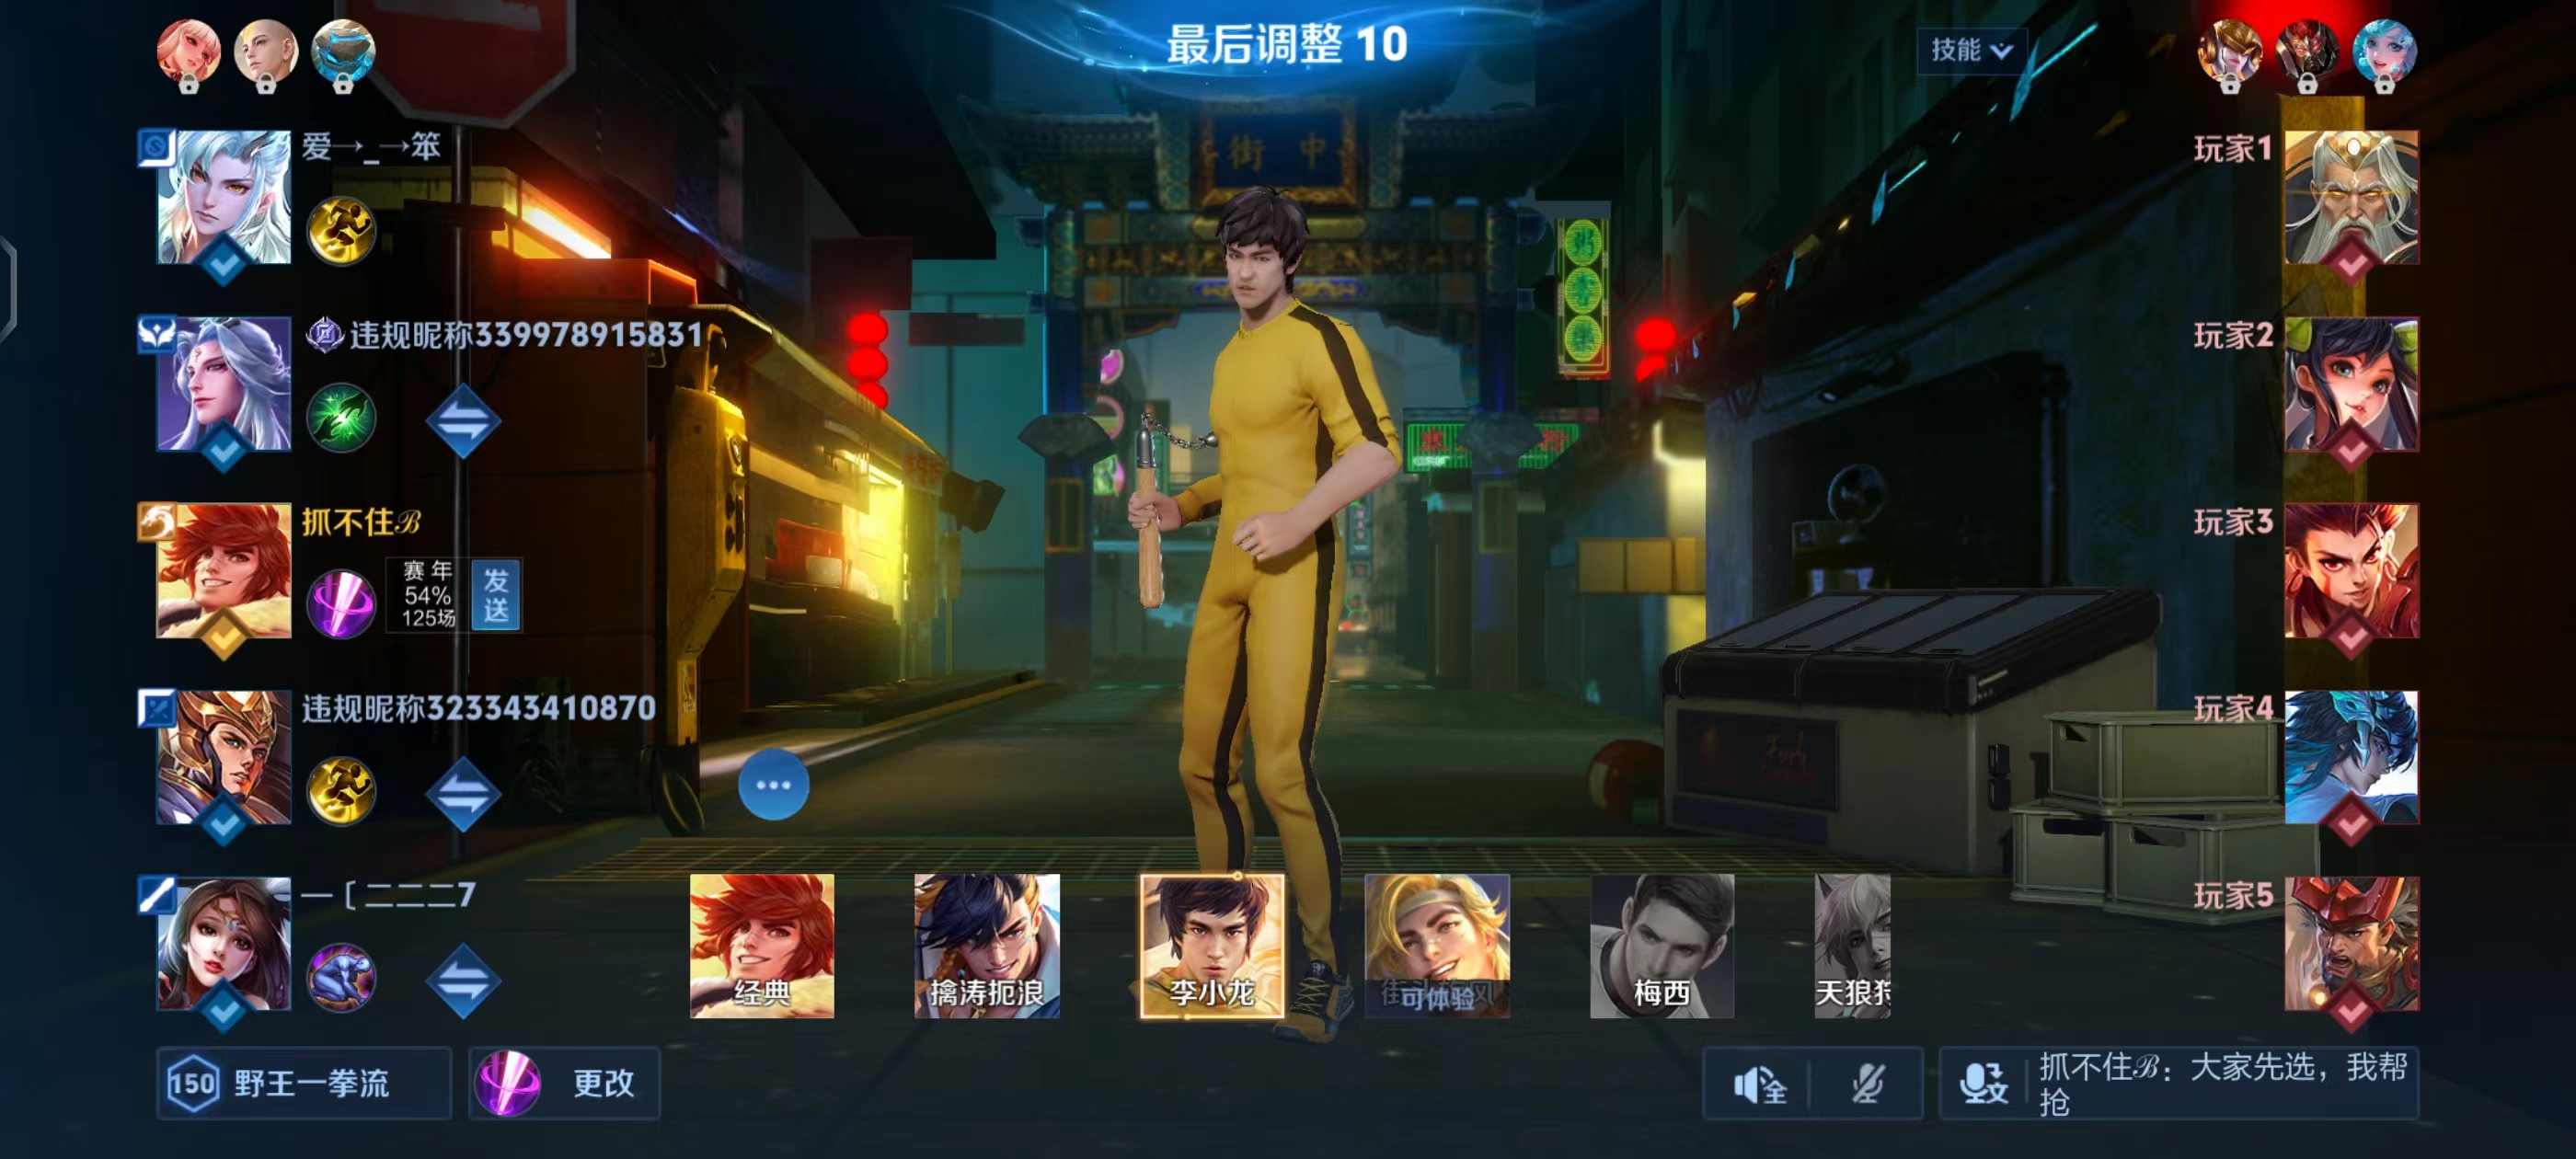 最后调整 10
技能
街 中
爱→_→笨
玩家1
违规昵称339978915831
玩家2
抓不住ℬ
赛 年
54%
125场
发送
玩家3
违规昵称323343410870
玩家4
一〔二二二7
玩家5
经典
擒涛扼浪
李小龙
可体验
梅西
天狼狩
150 野王一拳流
更改
全
文
抓不住ℬ：大家先选，我帮
抢